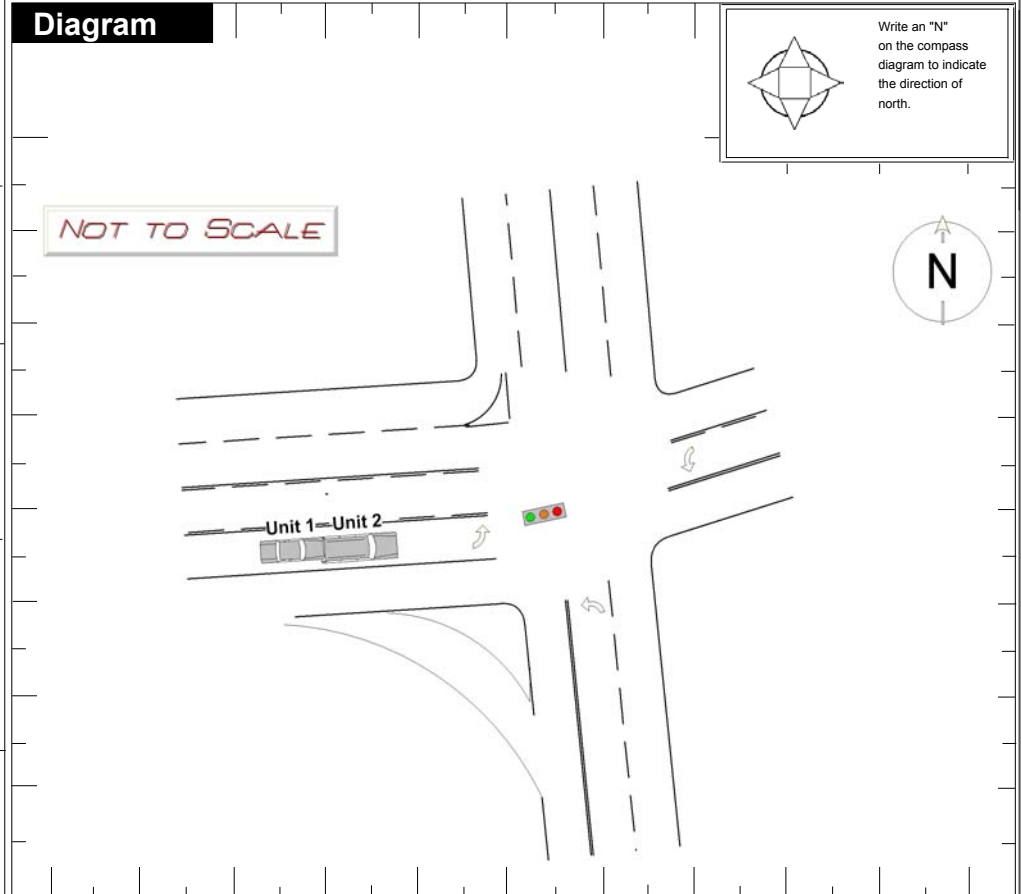 Diagram
Write an "N"
on the compass
diagram to indicate
the direction of
north.
NOT TO SCALE
N
Unit 1 Unit 2